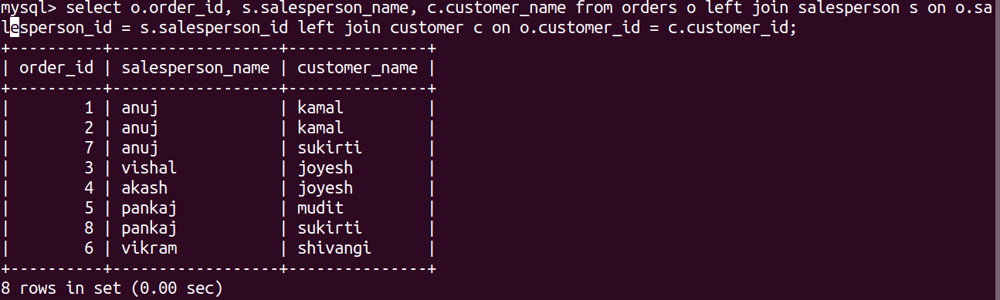 mysql> select o.order_id, s.salesperson_name, c.customer_name from orders o left join salesperson s on o.sa
lesperson_id = s.salesperson_id left join customer c on o.customer_id = c.customer_id;
+----------+------------------+---------------+
| order_id | salesperson_name | customer_name |
+----------+------------------+---------------+
|        1 | anuj             | kamal         |
|        2 | anuj             | kamal         |
|        7 | anuj             | sukirti       |
|        3 | vishal           | joyesh        |
|        4 | akash            | joyesh        |
|        5 | pankaj           | mudit         |
|        8 | pankaj           | sukirti       |
|        6 | vikram           | shivangi      |
+----------+------------------+---------------+
8 rows in set (0.00 sec)